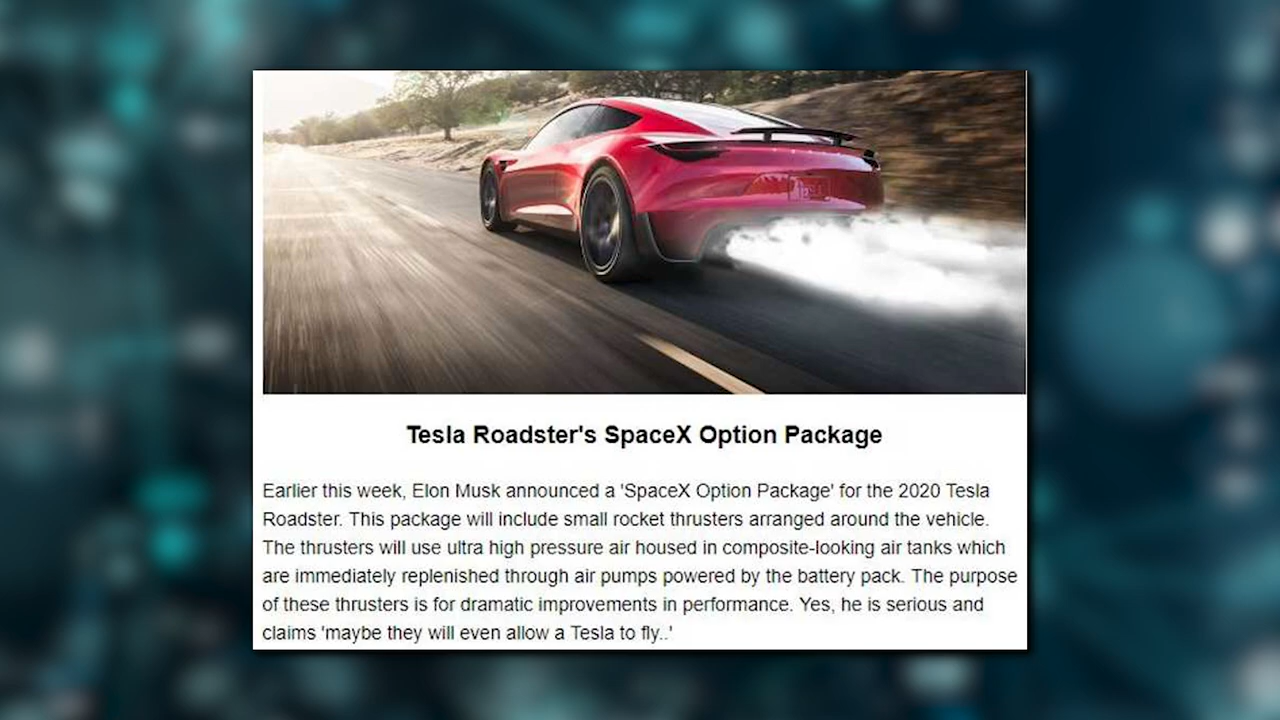 Tesla Roadster's SpaceX Option Package
Earlier this week, Elon Musk announced a 'SpaceX Option Package' for the 2020 Tesla
Roadster. This package will include small rocket thrusters arranged around the vehicle.
The thrusters will use ultra high pressure air housed in composite-looking air tanks which
are immediately replenished through air pumps powered by the battery pack. The purpose
of these thrusters is for dramatic improvements in performance. Yes, he is serious and
claims 'maybe they will even allow a Tesla to fly..'